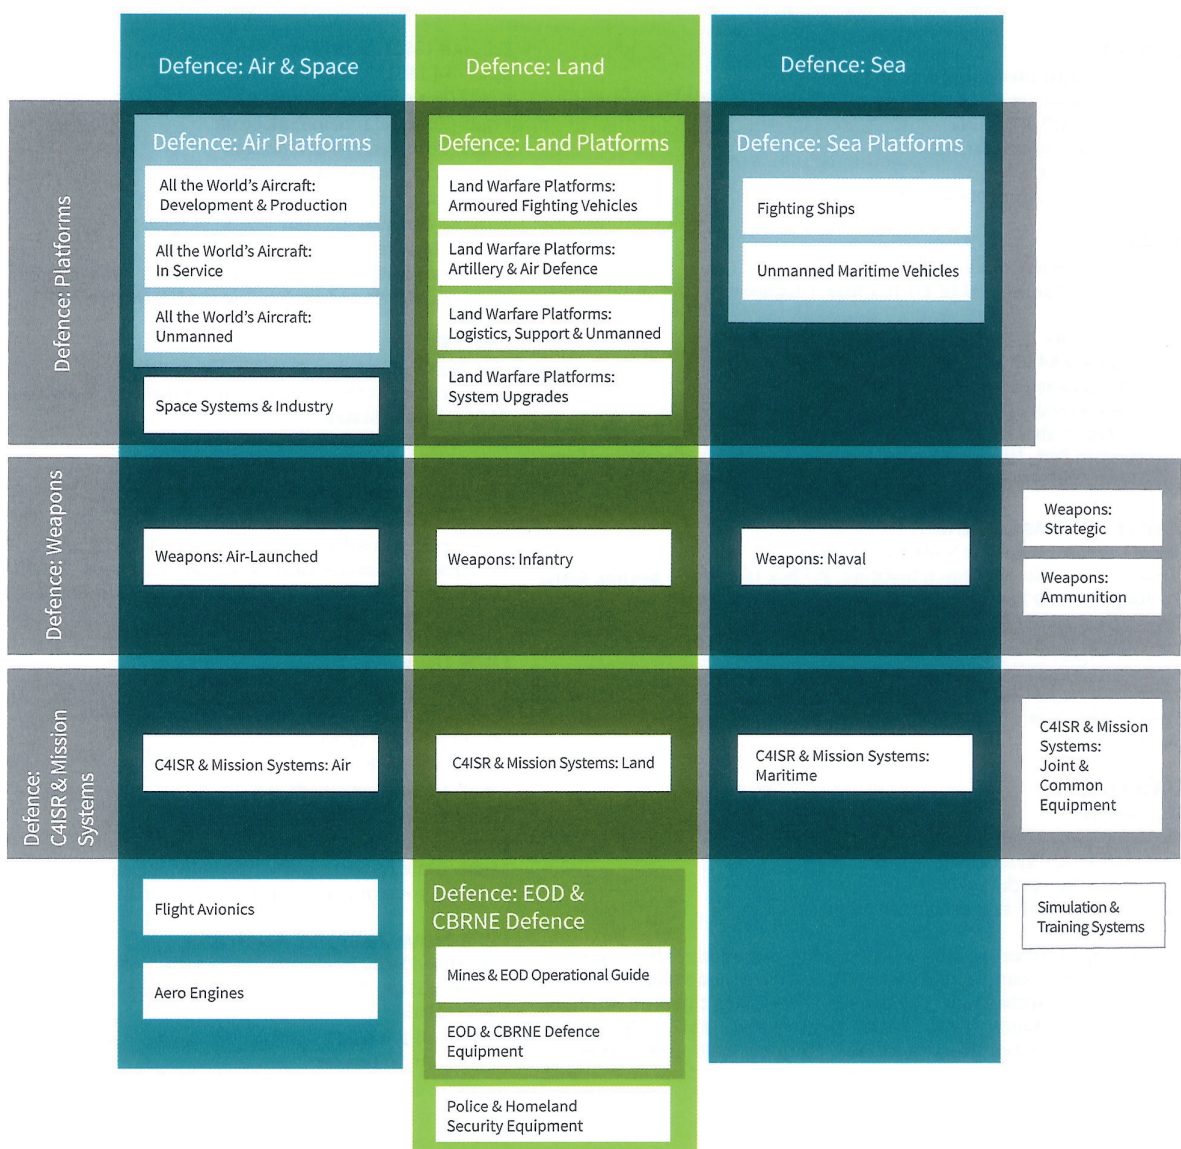 Defence: Air & Space
Defence: Land
Defence: Sea
Defence: Platforms
Defence: Air Platforms
All the World's Aircraft:
Development & Production
All the World's Aircraft:
In Service
All the World's Aircraft:
Unmanned
Space Systems & Industry
Defence: Land Platforms
Land Warfare Platforms:
Armoured Fighting Vehicles
Land Warfare Platforms:
Artillery & Air Defence
Land Warfare Platforms:
Logistics, Support & Unmanned
Land Warfare Platforms:
System Upgrades
Defence: Sea Platforms
Fighting Ships
Unmanned Maritime Vehicles
Defence: Weapons
Weapons: Air-Launched
Weapons: Infantry
Weapons: Naval
Weapons:
Strategic
Weapons:
Ammunition
Defence:
C4ISR & Mission
Systems
C4ISR & Mission Systems: Air
C4ISR & Mission Systems: Land
C4ISR & Mission Systems:
Maritime
C4ISR & Mission
Systems:
Joint &
Common
Equipment
Flight Avionics
Aero Engines
Defence: EOD &
CBRNE Defence
Mines & EOD Operational Guide
EOD & CBRNE Defence
Equipment
Police & Homeland
Security Equipment
Simulation &
Training Systems